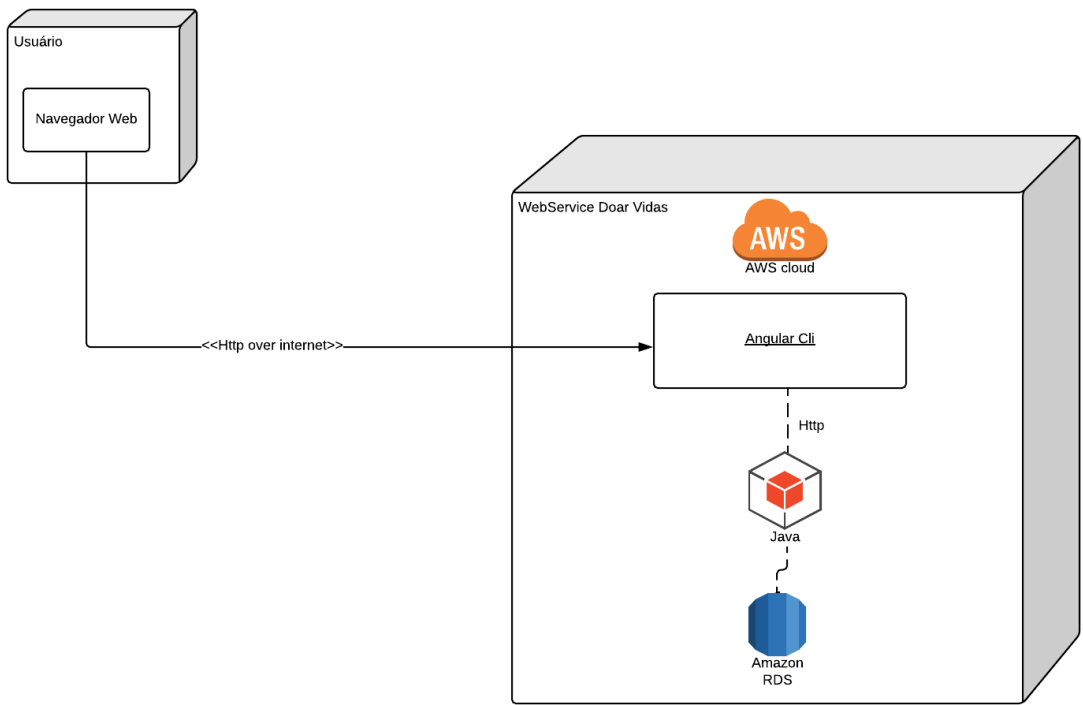 Usuário
Navegador Web
WebService Doar Vidas
AWS
AWS cloud
<<Http over internet>>
Angular Cli
Http
Java
Amazon
RDS